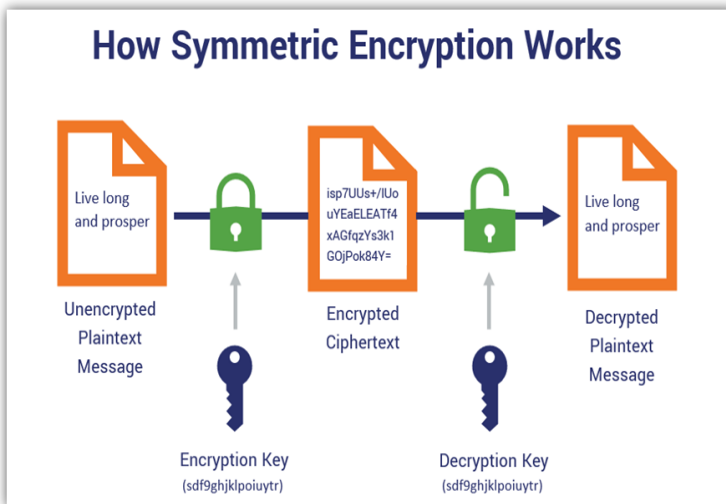 How Symmetric Encryption Works
Live long
and prosper
isp7UUs+/IUo
uYEaELEATf4
xAGfqzYs3k1
GOjPok84Y=
Live long
and prosper
Unencrypted
Plaintext
Message
Encrypted
Ciphertext
Decrypted
Plaintext
Message
Encryption Key
(sdf9ghjklpoiuytr)
Decryption Key
(sdf9ghjklpoiuytr)